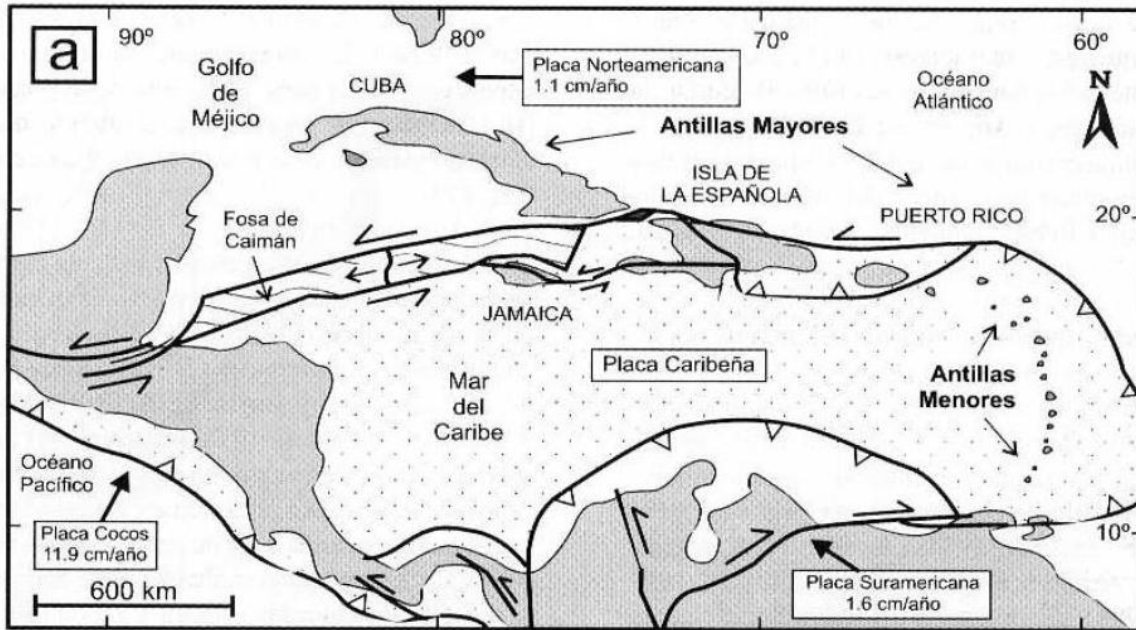 a
90º
80º
70º
60º
Golfo
de
Méjico
CUBA
Placa Norteamericana
1.1 cm/año
Océano
Atlántico
N
Antillas Mayores
ISLA DE
LA ESPAÑOLA
PUERTO RICO
20º
Fosa de
Caimán
JAMAICA
Placa Caribeña
Mar
del
Caribe
Antillas
Menores
Océano
Pacífico
Placa Cocos
11.9 cm/año
10º
Placa Suramericana
1.6 cm/año
600 km